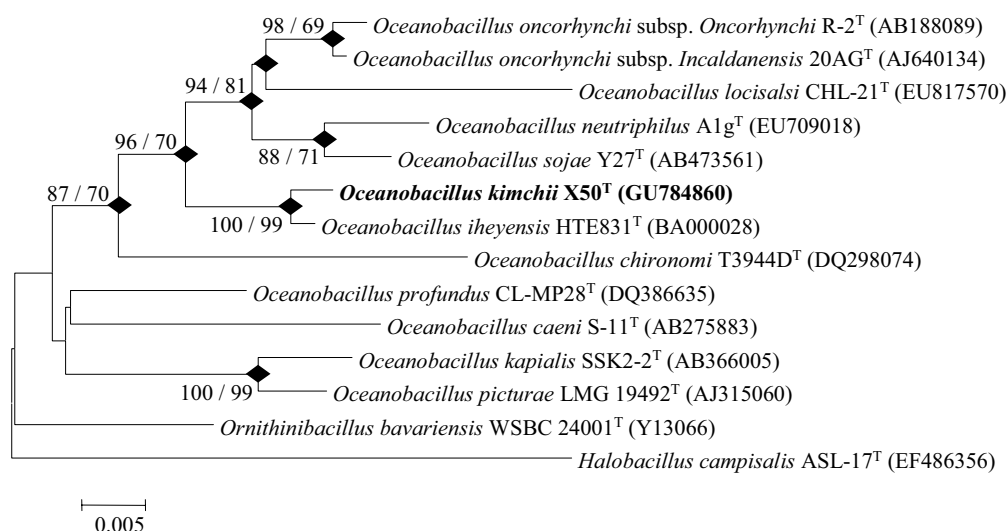 98 / 69
Oceanobacillus oncorhynchi subsp. Oncorhynchi R-2ᵀ (AB188089)
Oceanobacillus oncorhynchi subsp. Incaldanensis 20AGᵀ (AJ640134)
94 / 81
Oceanobacillus locisalsi CHL-21ᵀ (EU817570)
Oceanobacillus neutriphilus A1gᵀ (EU709018)
96 / 70
88 / 71
Oceanobacillus sojae Y27ᵀ (AB473561)
87 / 70
Oceanobacillus kimchii X50ᵀ (GU784860)
100 / 99
Oceanobacillus iheyensis HTE831ᵀ (BA000028)
Oceanobacillus chironomi T3944Dᵀ (DQ298074)
Oceanobacillus profundus CL-MP28ᵀ (DQ386635)
Oceanobacillus caeni S-11ᵀ (AB275883)
Oceanobacillus kapialis SSK2-2ᵀ (AB366005)
100 / 99
Oceanobacillus picturae LMG 19492ᵀ (AJ315060)
Ornithinibacillus bavariensis WSBC 24001ᵀ (Y13066)
Halobacillus campisalis ASL-17ᵀ (EF486356)
0.005